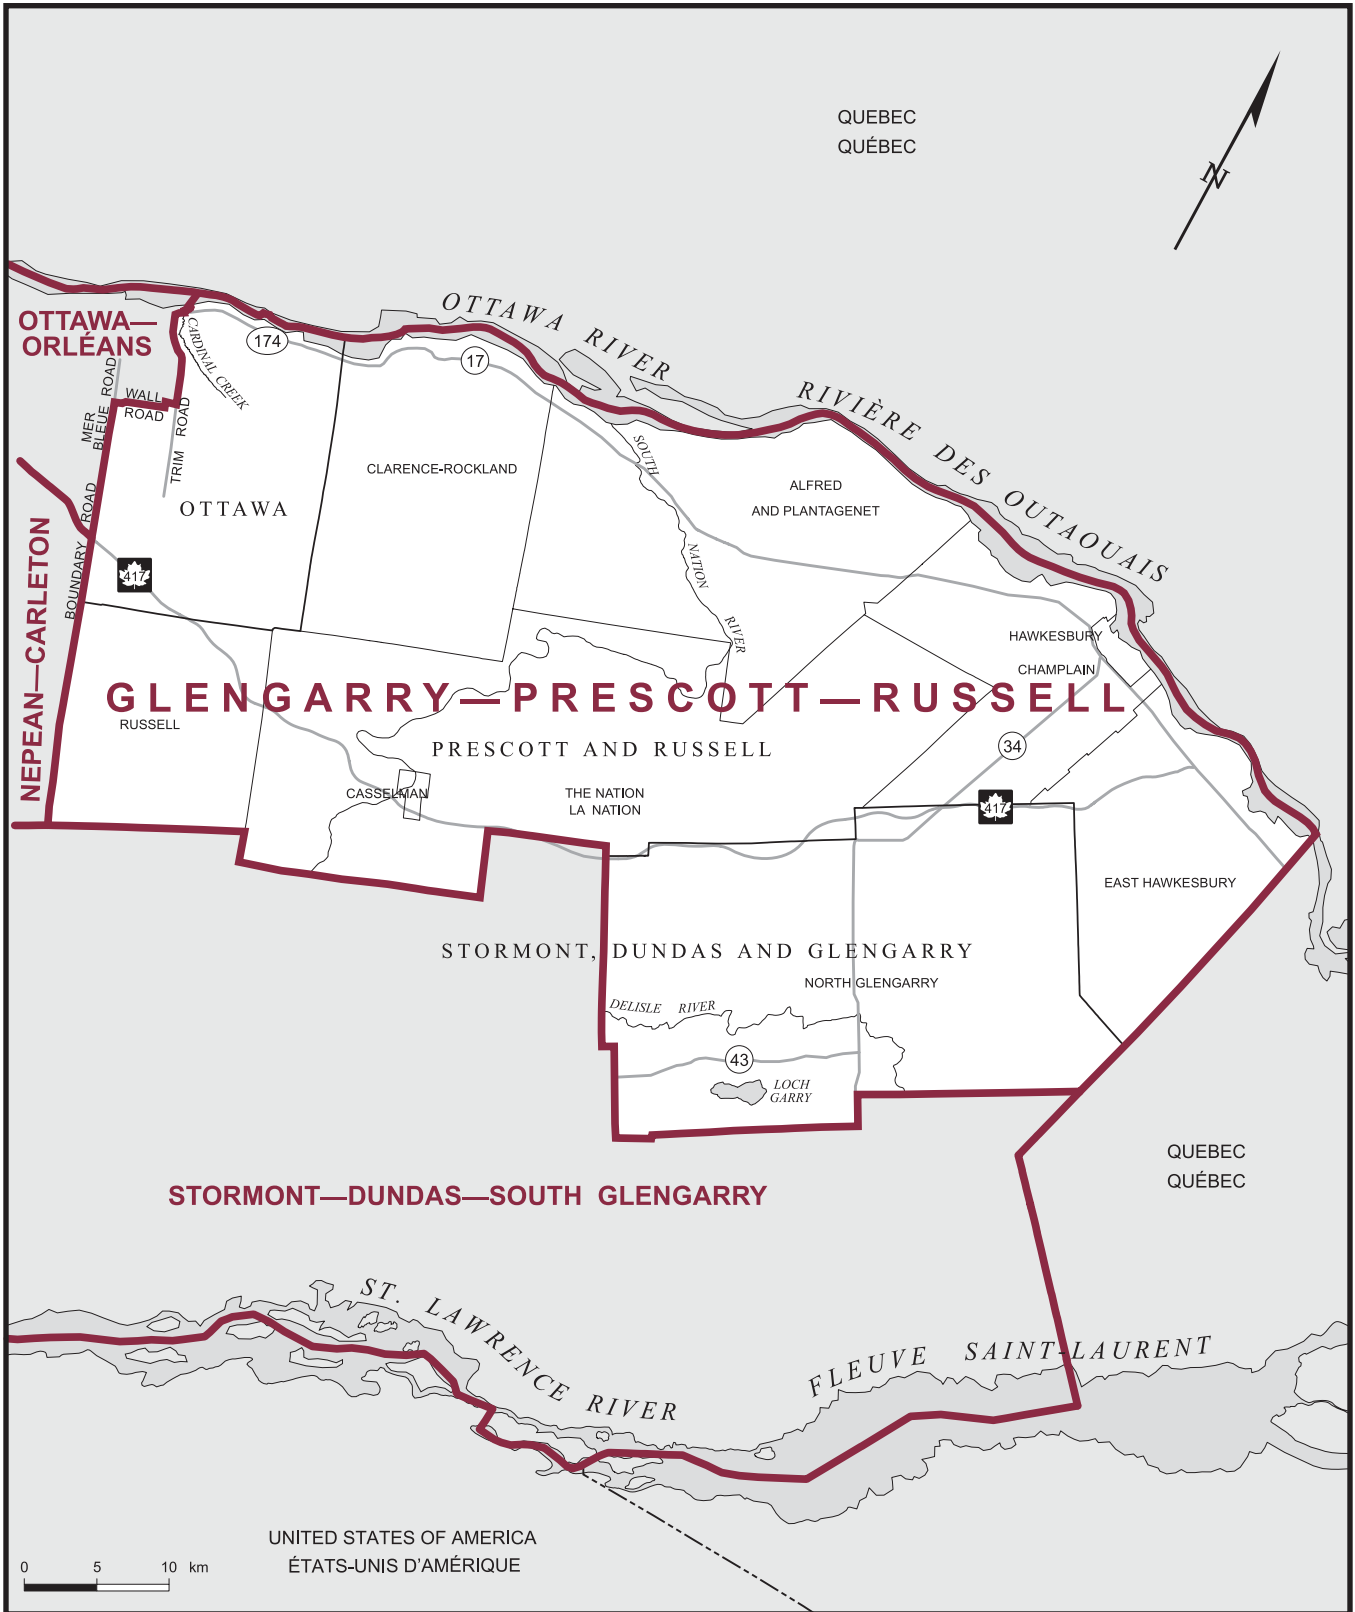 QUEBEC
QUÉBEC
N
OTTAWA RIVER
RIVIÈRE DES OUTAOUAIS
OTTAWA—
ORLÉANS
174
17
CARDINAL CREEK
MER
BLEUE ROAD
WALL
ROAD
TRIM ROAD
BOUNDARY ROAD
OTTAWA
CLARENCE-ROCKLAND
SOUTH NATION RIVER
ALFRED
AND PLANTAGENET
417
NEPEAN—CARLETON
HAWKESBURY
CHAMPLAIN
GLENGARRY—PRESCOTT—RUSSELL
RUSSELL
PRESCOTT AND RUSSELL
34
CASSELMAN
THE NATION
LA NATION
417
EAST HAWKESBURY
STORMONT, DUNDAS AND GLENGARRY
NORTH GLENGARRY
DELISLE RIVER
43
LOCH
GARRY
QUEBEC
QUÉBEC
STORMONT—DUNDAS—SOUTH GLENGARRY
ST. LAWRENCE RIVER
FLEUVE SAINT-LAURENT
UNITED STATES OF AMERICA
ÉTATS-UNIS D'AMÉRIQUE
0 5 10 km